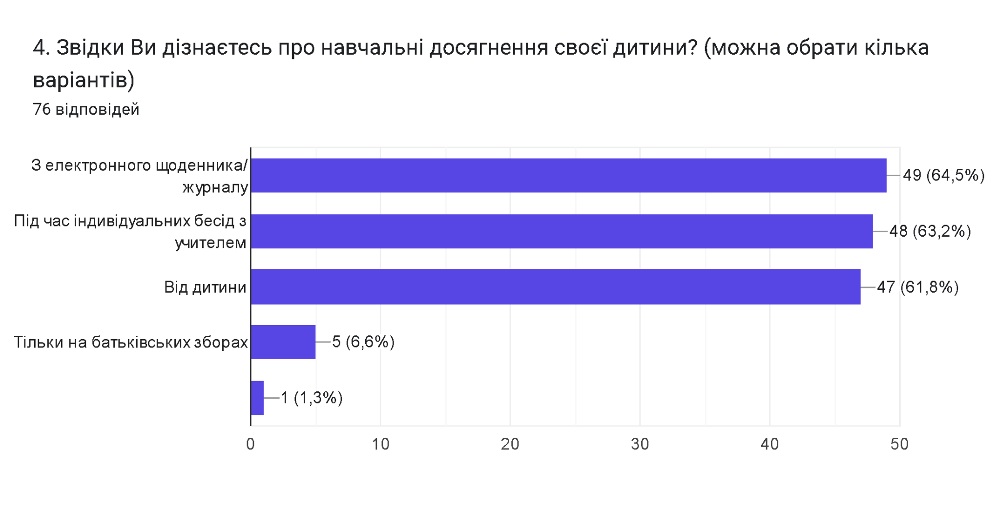 4. Звідки Ви дізнаєтесь про навчальні досягнення своєї дитини? (можна обрати кілька
варіантів)
76 відповідей
З електронного щоденника/
журналу
49 (64,5%)
Під час індивідуальних бесід з
учителем
48 (63,2%)
Від дитини
47 (61,8%)
Тільки на батьківських зборах
5 (6,6%)
1 (1,3%)
0 10 20 30 40 50